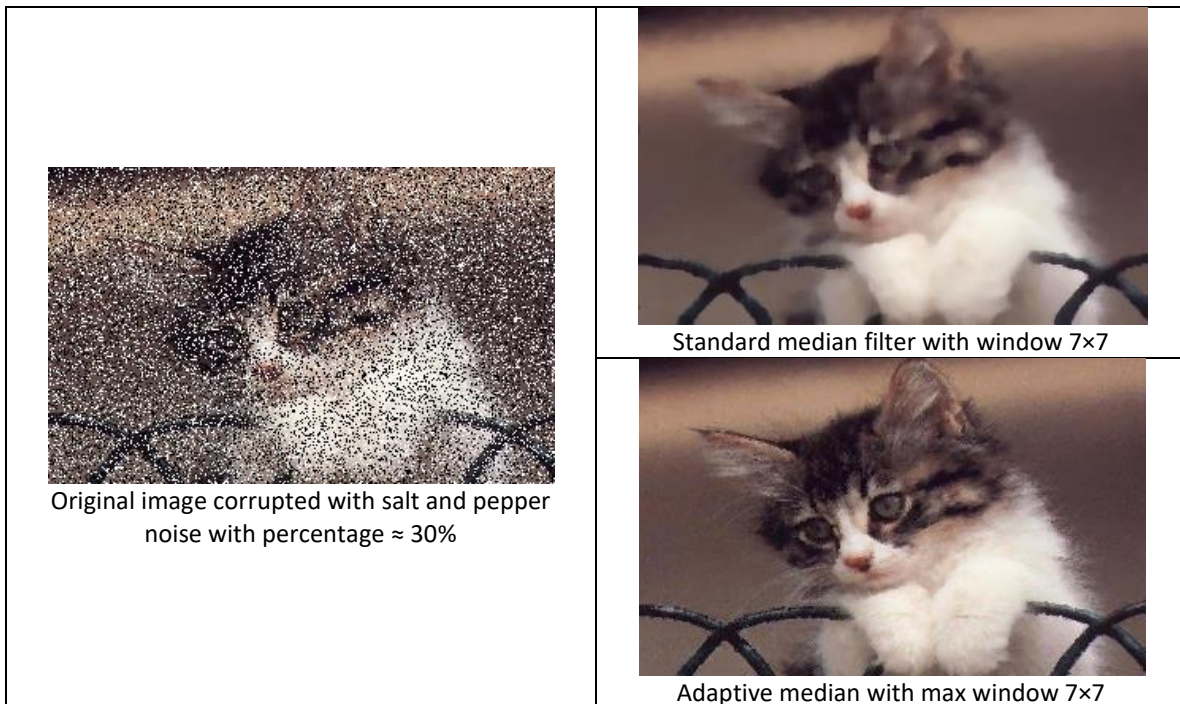 Original image corrupted with salt and pepper
noise with percentage ≈ 30%
Standard median filter with window 7×7
Adaptive median with max window 7×7